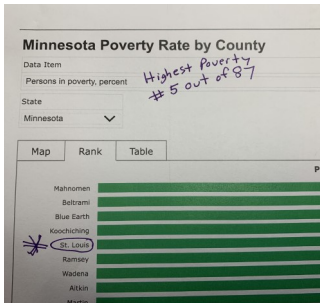 Minnesota Poverty Rate by County
Data Item
Persons in poverty, percent
Highest Poverty
# 5 out of 87
State
Minnesota
Map Rank Table
P
Mahnomen
Beltrami
Blue Earth
Koochiching
St. Louis
Ramsey
Wadena
Aitkin
Martin